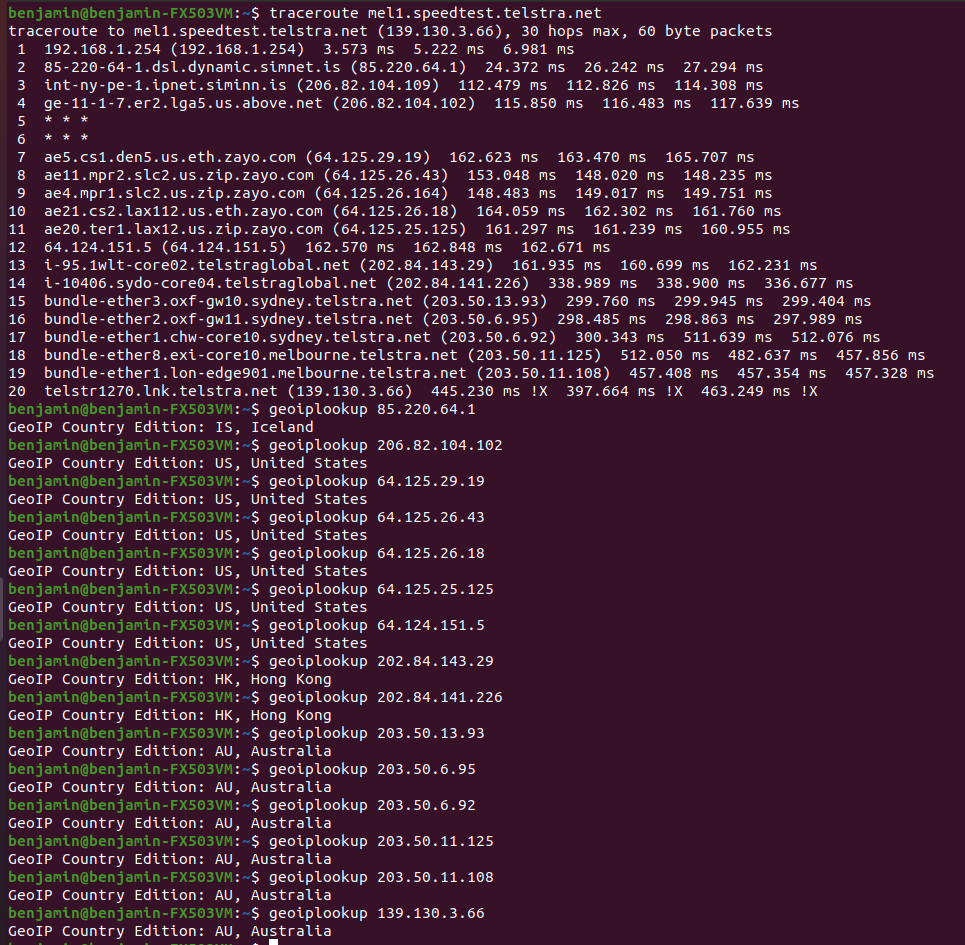 benjamin@benjamin-FX503VM:~$ traceroute mel1.speedtest.telstra.net
traceroute to mel1.speedtest.telstra.net (139.130.3.66), 30 hops max, 60 byte packets
 1  192.168.1.254 (192.168.1.254)  3.573 ms  5.222 ms  6.981 ms
 2  85-220-64-1.dsl.dynamic.simnet.is (85.220.64.1)  24.372 ms  26.242 ms  27.294 ms
 3  int-ny-pe-1.ipnet.siminn.is (206.82.104.109)  112.479 ms  112.826 ms  114.308 ms
 4  ge-11-1-7.er2.lga5.us.above.net (206.82.104.102)  115.850 ms  116.483 ms  117.639 ms
 5  * * *
 6  * * *
 7  ae5.cs1.den5.us.eth.zayo.com (64.125.29.19)  162.623 ms  163.470 ms  165.707 ms
 8  ae11.mpr2.slc2.us.zip.zayo.com (64.125.26.43)  153.048 ms  148.020 ms  148.235 ms
 9  ae4.mpr1.slc2.us.zip.zayo.com (64.125.26.164)  148.483 ms  149.017 ms  149.751 ms
10  ae21.cs2.lax112.us.eth.zayo.com (64.125.26.18)  164.059 ms  162.302 ms  161.760 ms
11  ae20.ter1.lax12.us.zip.zayo.com (64.125.25.125)  161.297 ms  161.239 ms  160.955 ms
12  64.124.151.5 (64.124.151.5)  162.570 ms  162.848 ms  162.671 ms
13  i-95.1wlt-core02.telstraglobal.net (202.84.143.29)  161.935 ms  160.699 ms  162.231 ms
14  i-10406.sydo-core04.telstraglobal.net (202.84.141.226)  338.989 ms  338.900 ms  336.677 ms
15  bundle-ether3.oxf-gw10.sydney.telstra.net (203.50.13.93)  299.760 ms  299.945 ms  299.404 ms
16  bundle-ether2.oxf-gw11.sydney.telstra.net (203.50.6.95)  298.485 ms  298.863 ms  297.989 ms
17  bundle-ether1.chw-core10.sydney.telstra.net (203.50.6.92)  300.343 ms  511.639 ms  512.076 ms
18  bundle-ether8.exi-core10.melbourne.telstra.net (203.50.11.125)  512.050 ms  482.637 ms  457.856 ms
19  bundle-ether1.lon-edge901.melbourne.telstra.net (203.50.11.108)  457.408 ms  457.354 ms  457.328 ms
20  telstr1270.lnk.telstra.net (139.130.3.66)  445.230 ms !X  397.664 ms !X  463.249 ms !X
benjamin@benjamin-FX503VM:~$ geoiplookup 85.220.64.1
GeoIP Country Edition: IS, Iceland
benjamin@benjamin-FX503VM:~$ geoiplookup 206.82.104.102
GeoIP Country Edition: US, United States
benjamin@benjamin-FX503VM:~$ geoiplookup 64.125.29.19
GeoIP Country Edition: US, United States
benjamin@benjamin-FX503VM:~$ geoiplookup 64.125.26.43
GeoIP Country Edition: US, United States
benjamin@benjamin-FX503VM:~$ geoiplookup 64.125.26.18
GeoIP Country Edition: US, United States
benjamin@benjamin-FX503VM:~$ geoiplookup 64.125.25.125
GeoIP Country Edition: US, United States
benjamin@benjamin-FX503VM:~$ geoiplookup 64.124.151.5
GeoIP Country Edition: US, United States
benjamin@benjamin-FX503VM:~$ geoiplookup 202.84.143.29
GeoIP Country Edition: HK, Hong Kong
benjamin@benjamin-FX503VM:~$ geoiplookup 202.84.141.226
GeoIP Country Edition: HK, Hong Kong
benjamin@benjamin-FX503VM:~$ geoiplookup 203.50.13.93
GeoIP Country Edition: AU, Australia
benjamin@benjamin-FX503VM:~$ geoiplookup 203.50.6.95
GeoIP Country Edition: AU, Australia
benjamin@benjamin-FX503VM:~$ geoiplookup 203.50.6.92
GeoIP Country Edition: AU, Australia
benjamin@benjamin-FX503VM:~$ geoiplookup 203.50.11.125
GeoIP Country Edition: AU, Australia
benjamin@benjamin-FX503VM:~$ geoiplookup 203.50.11.108
GeoIP Country Edition: AU, Australia
benjamin@benjamin-FX503VM:~$ geoiplookup 139.130.3.66
GeoIP Country Edition: AU, Australia